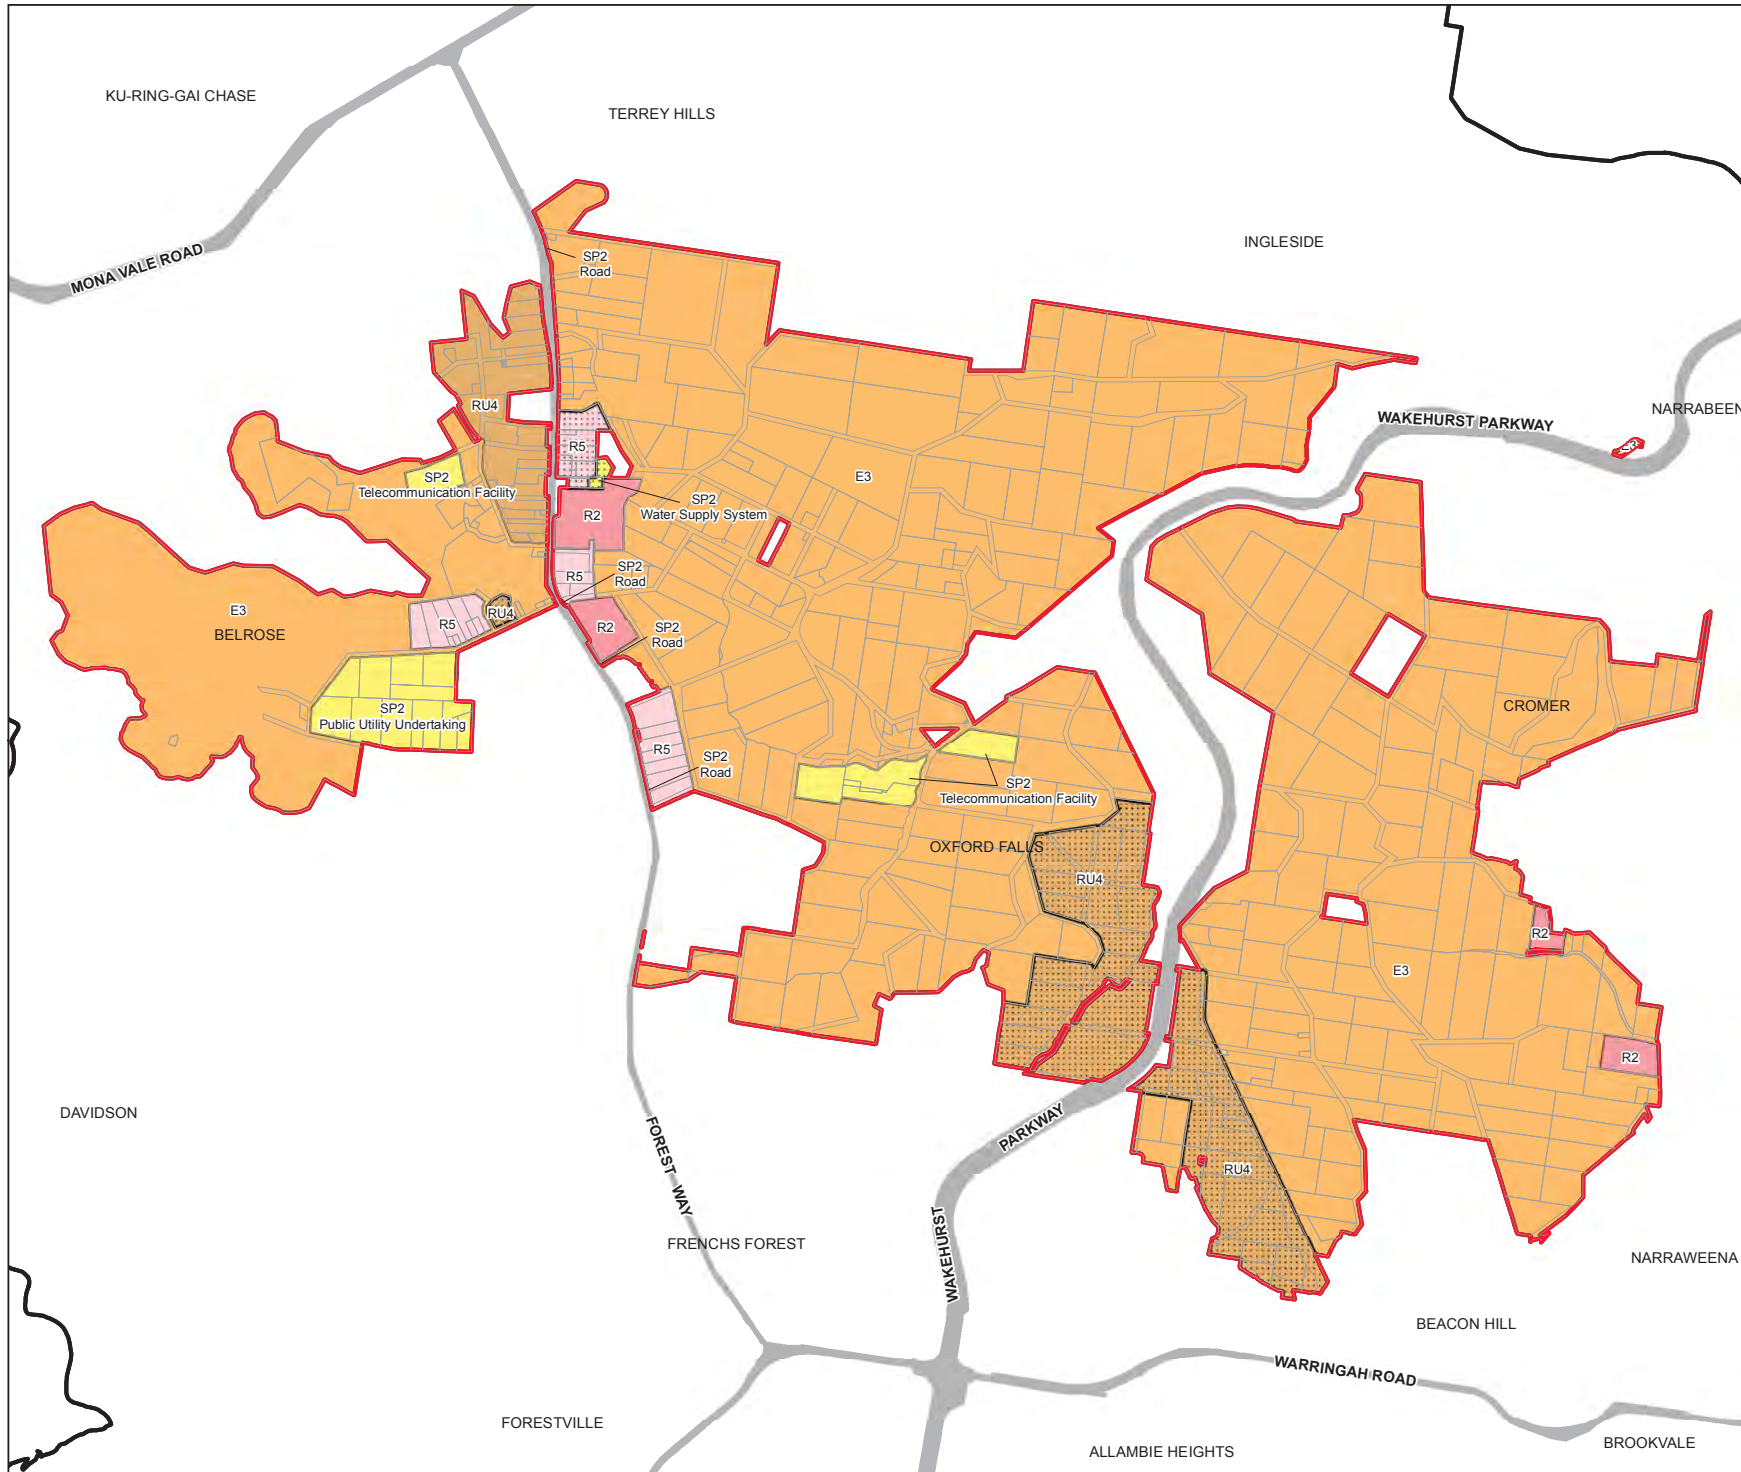 KU-RING-GAI CHASE
TERREY HILLS
INGLESIDE
MONA VALE ROAD
SP2
Road
RU4
WAKEHURST PARKWAY
NARRABEEN
R5
E3
SP2
Telecommunication Facility
SP2
Water Supply System
R2
SP2
Road
R5
E3
BELROSE
R5
RU4
R2
SP2
Road
SP2
Public Utility Undertaking
R5
SP2
Road
CROMER
SP2
Telecommunication Facility
OXFORD FALLS
RU4
R2
E3
R2
DAVIDSON
FOREST WAY
PARKWAY
RU4
WAKEHURST
FRENCHS FOREST
NARRAWEENA
BEACON HILL
WARRINGAH ROAD
FORESTVILLE
ALLAMBIE HEIGHTS
BROOKVALE